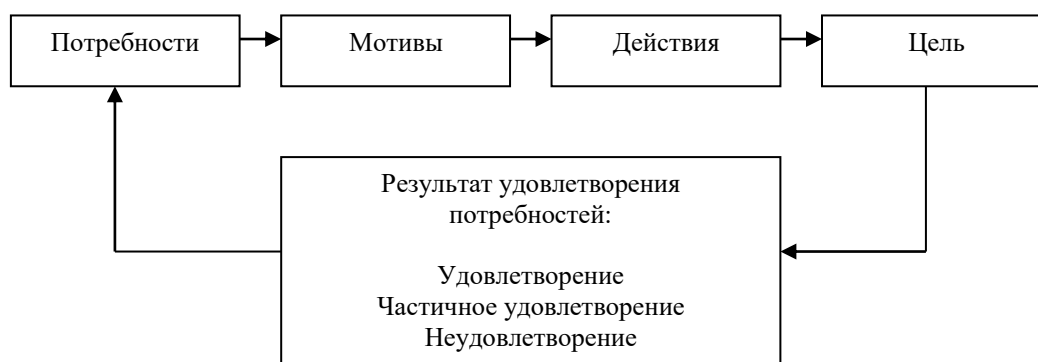 Потребности
Мотивы
Действия
Цель
Результат удовлетворения
потребностей:
Удовлетворение
Частичное удовлетворение
Неудовлетворение